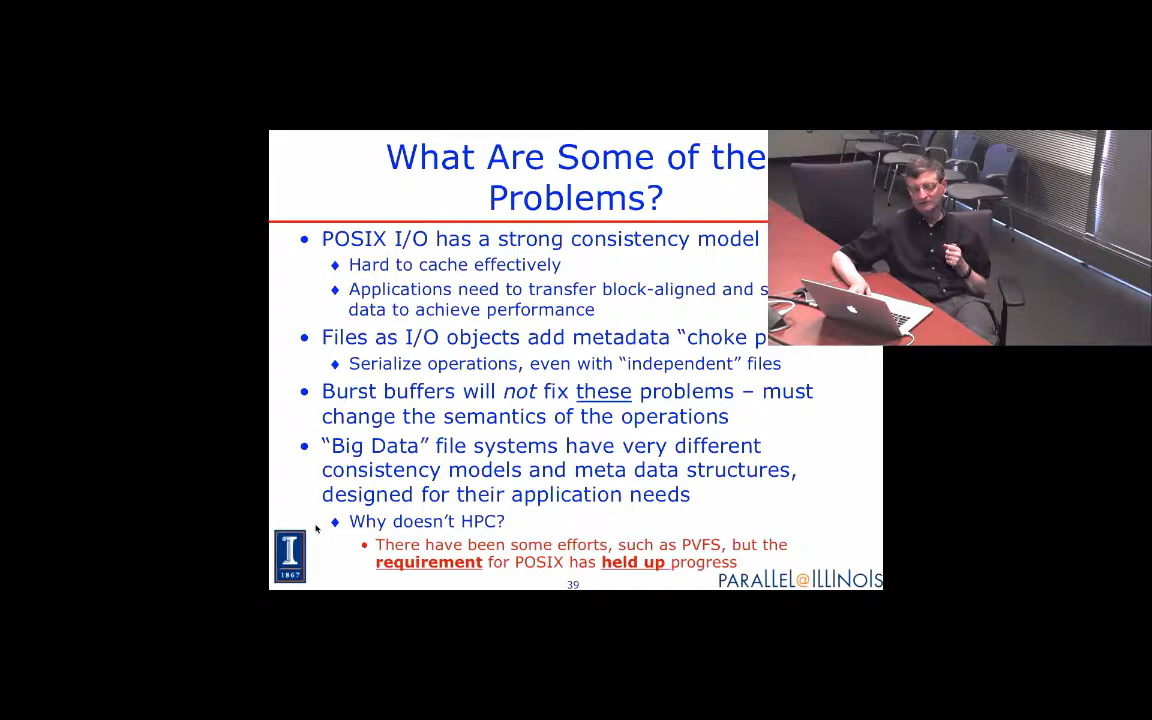 What Are Some of the
Problems?
• POSIX I/O has a strong consistency model
♦ Hard to cache effectively
♦ Applications need to transfer block-aligned and
data to achieve performance
• Files as I/O objects add metadata “choke
♦ Serialize operations, even with “independent” files
• Burst buffers will not fix these problems – must
change the semantics of the operations
• “Big Data” file systems have very different
consistency models and meta data structures,
designed for their application needs
♦ Why doesn’t HPC?
• There have been some efforts, such as PVFS, but the
requirement for POSIX has held up progress
I
1867
39
PARALLEL@ILLINOIS